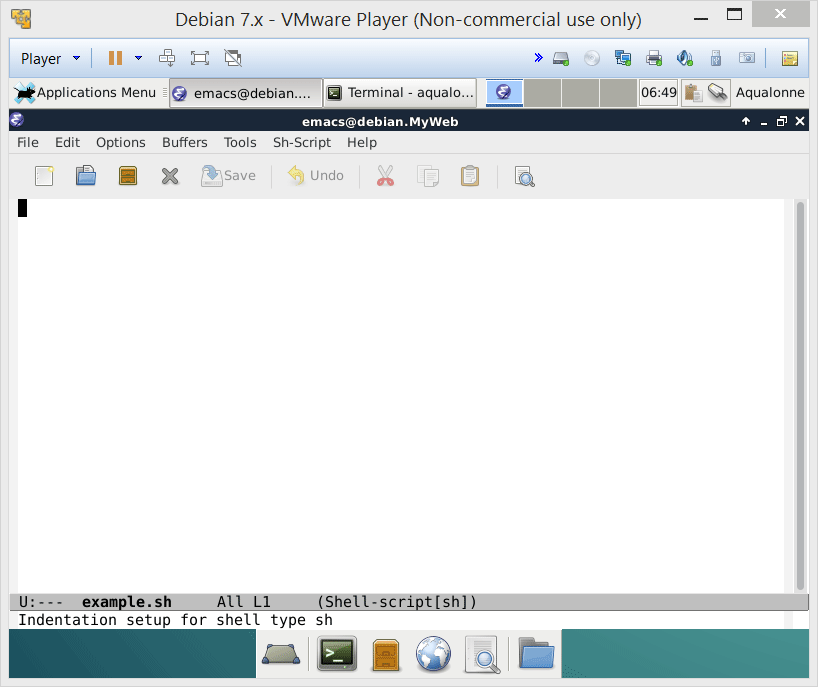 Debian 7.x - VMware Player (Non-commercial use only)
Player
Applications Menu emacs@debian.... Terminal - aqualo... 06:49 Aqualonne
emacs@debian.MyWeb
File Edit Options Buffers Tools Sh-Script Help
Save Undo
U:--- example.sh All L1 (Shell-script[sh])
Indentation setup for shell type sh